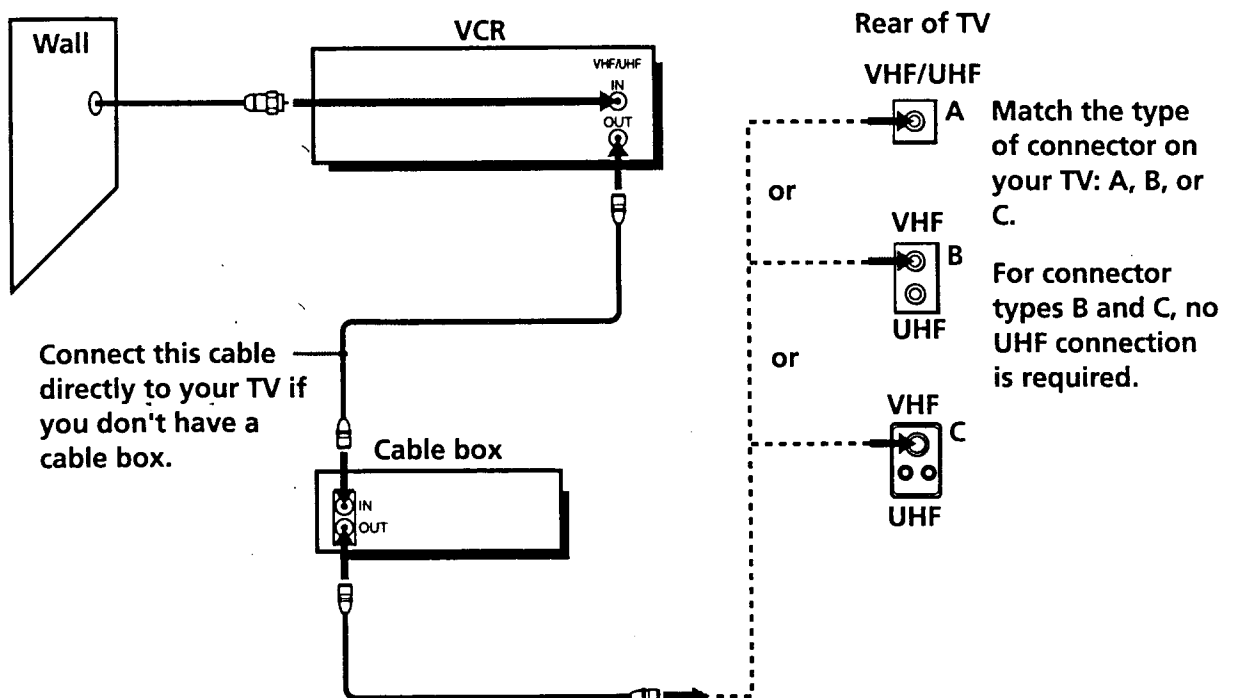 Wall
VCR
VHF/UHF
IN
OUT
Connect this cable
directly to your TV if
you don't have a
cable box.
Cable box
IN
OUT
Rear of TV
VHF/UHF
A
or
VHF
B
UHF
or
VHF
C
UHF
Match the type
of connector on
your TV: A, B, or
C.
For connector
types B and C, no
UHF connection
is required.